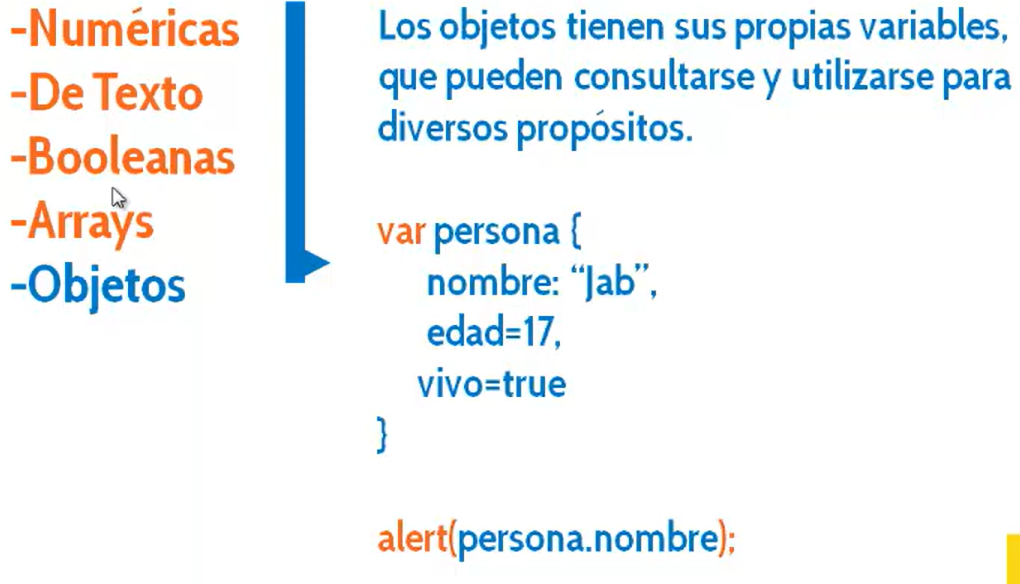 -Numéricas
-De Texto
-Booleanas
-Arrays
-Objetos
Los objetos tienen sus propias variables,
que pueden consultarse y utilizarse para
diversos propósitos.
var persona {
nombre: “Jab”,
edad=17,
vivo=true
}
alert(persona.nombre);